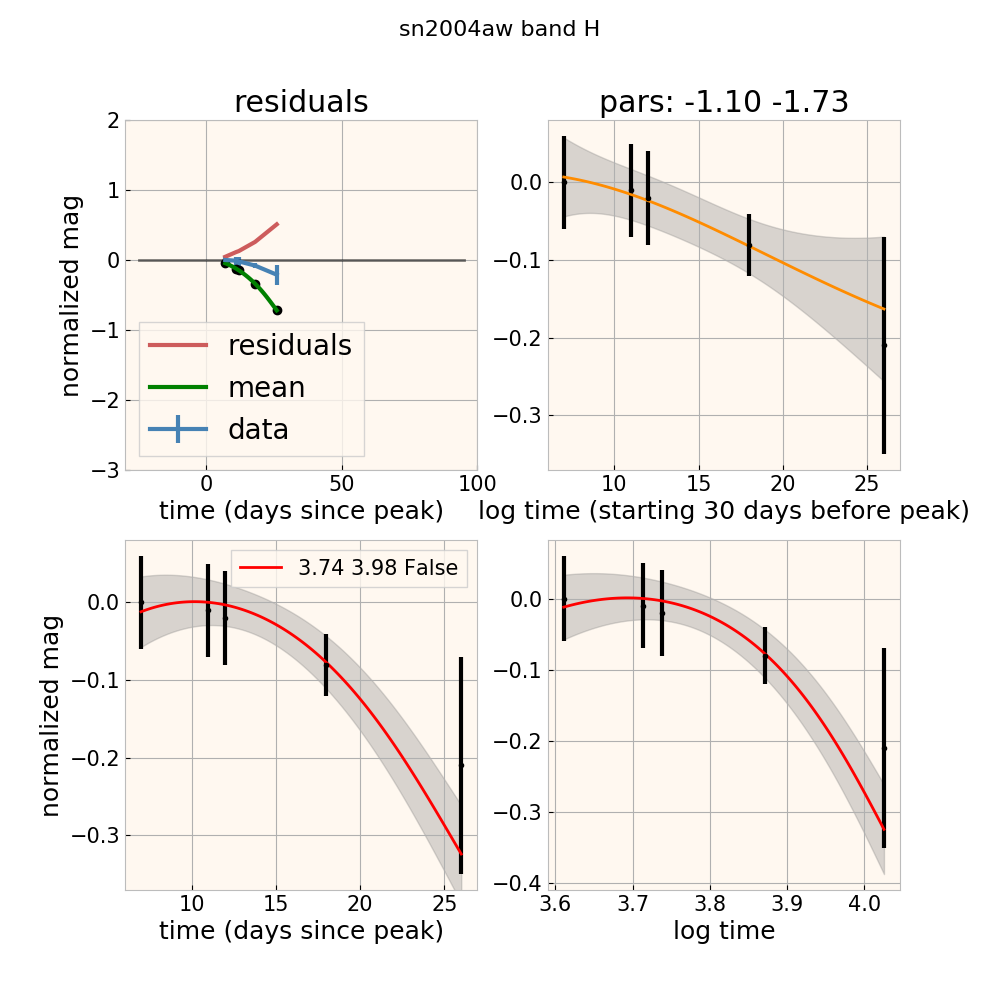 sn2004aw band H
residuals
pars: -1.10 -1.73
normalized mag
2
1
0
−1
−2
−3
residuals
mean
data
0
50
100
time (days since peak)
0.0
−0.1
−0.2
−0.3
10
15
20
25
log time (starting 30 days before peak)
normalized mag
0.0
−0.1
−0.2
−0.3
3.74 3.98 False
10
15
20
25
time (days since peak)
0.0
−0.1
−0.2
−0.3
−0.4
3.6
3.7
3.8
3.9
4.0
log time